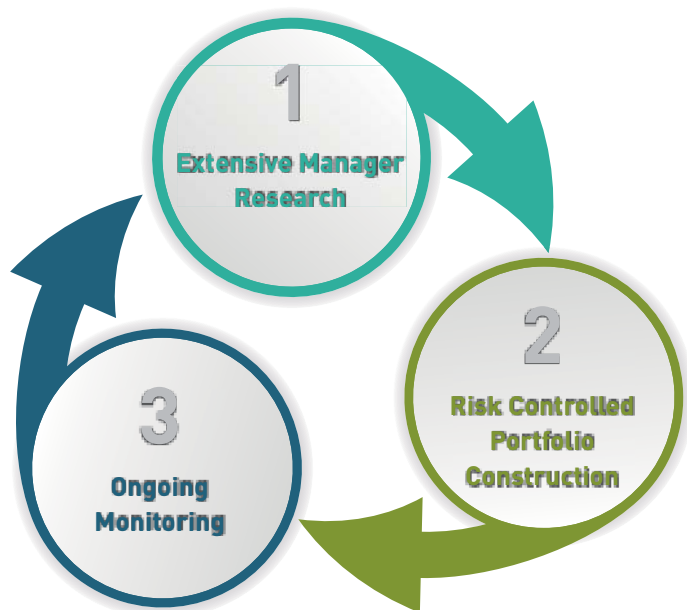 1
Extensive Manager
Research
2
Risk Controlled
Portfolio
Construction
3
Ongoing
Monitoring